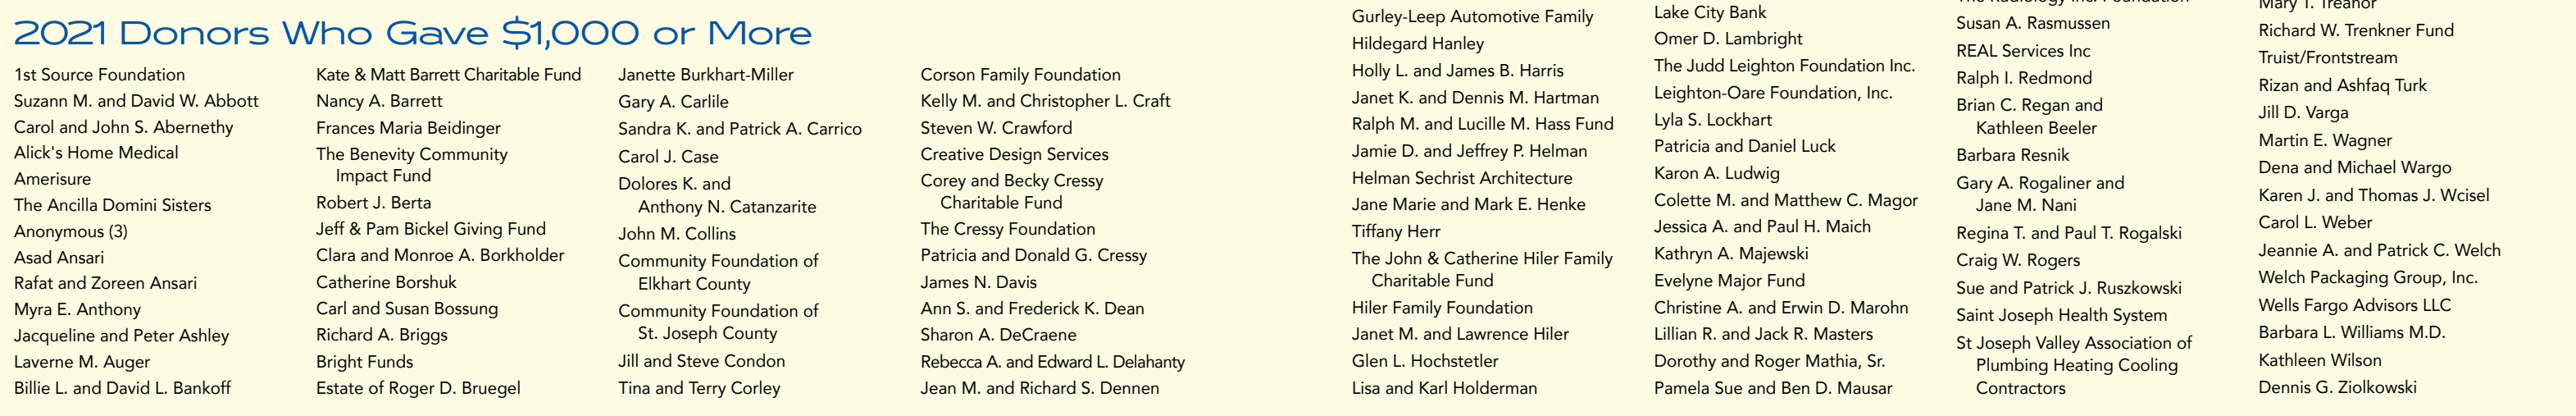 2021 Donors Who Gave $1,000 or More
1st Source Foundation
Suzann M. and David W. Abbott
Carol and John S. Abernethy
Alick's Home Medical
Amerisure
The Ancilla Domini Sisters
Anonymous (3)
Asad Ansari
Rafat and Zoreen Ansari
Myra E. Anthony
Jacqueline and Peter Ashley
Laverne M. Auger
Billie L. and David L. Bankoff
Kate & Matt Barrett Charitable Fund
Nancy A. Barrett
Frances Maria Beidinger
The Benevity Community
Impact Fund
Robert J. Berta
Jeff & Pam Bickel Giving Fund
Clara and Monroe A. Borkholder
Catherine Borshuk
Carl and Susan Bossung
Richard A. Briggs
Bright Funds
Estate of Roger D. Bruegel
Janette Burkhart-Miller
Gary A. Carlile
Sandra K. and Patrick A. Carrico
Carol J. Case
Dolores K. and
Anthony N. Catanzarite
John M. Collins
Community Foundation of
Elkhart County
Community Foundation of
St. Joseph County
Jill and Steve Condon
Tina and Terry Corley
Corson Family Foundation
Kelly M. and Christopher L. Craft
Steven W. Crawford
Creative Design Services
Corey and Becky Cressy
Charitable Fund
The Cressy Foundation
Patricia and Donald G. Cressy
James N. Davis
Ann S. and Frederick K. Dean
Sharon A. DeCraene
Rebecca A. and Edward L. Delahanty
Jean M. and Richard S. Dennen
Gurley-Leep Automotive Family
Hildegard Hanley
Holly L. and James B. Harris
Janet K. and Dennis M. Hartman
Ralph M. and Lucille M. Hass Fund
Jamie D. and Jeffrey P. Helman
Helman Sechrist Architecture
Jane Marie and Mark E. Henke
Tiffany Herr
The John & Catherine Hiler Family
Charitable Fund
Hiler Family Foundation
Janet M. and Lawrence Hiler
Glen L. Hochstetler
Lisa and Karl Holderman
Lake City Bank
Omer D. Lambright
The Judd Leighton Foundation Inc.
Leighton-Oare Foundation, Inc.
Lyla S. Lockhart
Patricia and Daniel Luck
Karon A. Ludwig
Colette M. and Matthew C. Magor
Jessica A. and Paul H. Maich
Kathryn A. Majewski
Evelyne Major Fund
Christine A. and Erwin D. Marohn
Lillian R. and Jack R. Masters
Dorothy and Roger Mathia, Sr.
Pamela Sue and Ben D. Mausar
Susan A. Rasmussen
REAL Services Inc
Ralph I. Redmond
Brian C. Regan and
Kathleen Beeler
Barbara Resnik
Gary A. Rogaliner and
Jane M. Nani
Regina T. and Paul T. Rogalski
Craig W. Rogers
Sue and Patrick J. Ruszkowski
Saint Joseph Health System
St Joseph Valley Association of
Plumbing Heating Cooling
Contractors
Mary T. Treanor
Richard W. Trenkner Fund
Truist/Frontstream
Rizan and Ashfaq Turk
Jill D. Varga
Martin E. Wagner
Dena and Michael Wargo
Karen J. and Thomas J. Wcisel
Carol L. Weber
Jeannie A. and Patrick C. Welch
Welch Packaging Group, Inc.
Wells Fargo Advisors LLC
Barbara L. Williams M.D.
Kathleen Wilson
Dennis G. Ziolkowski